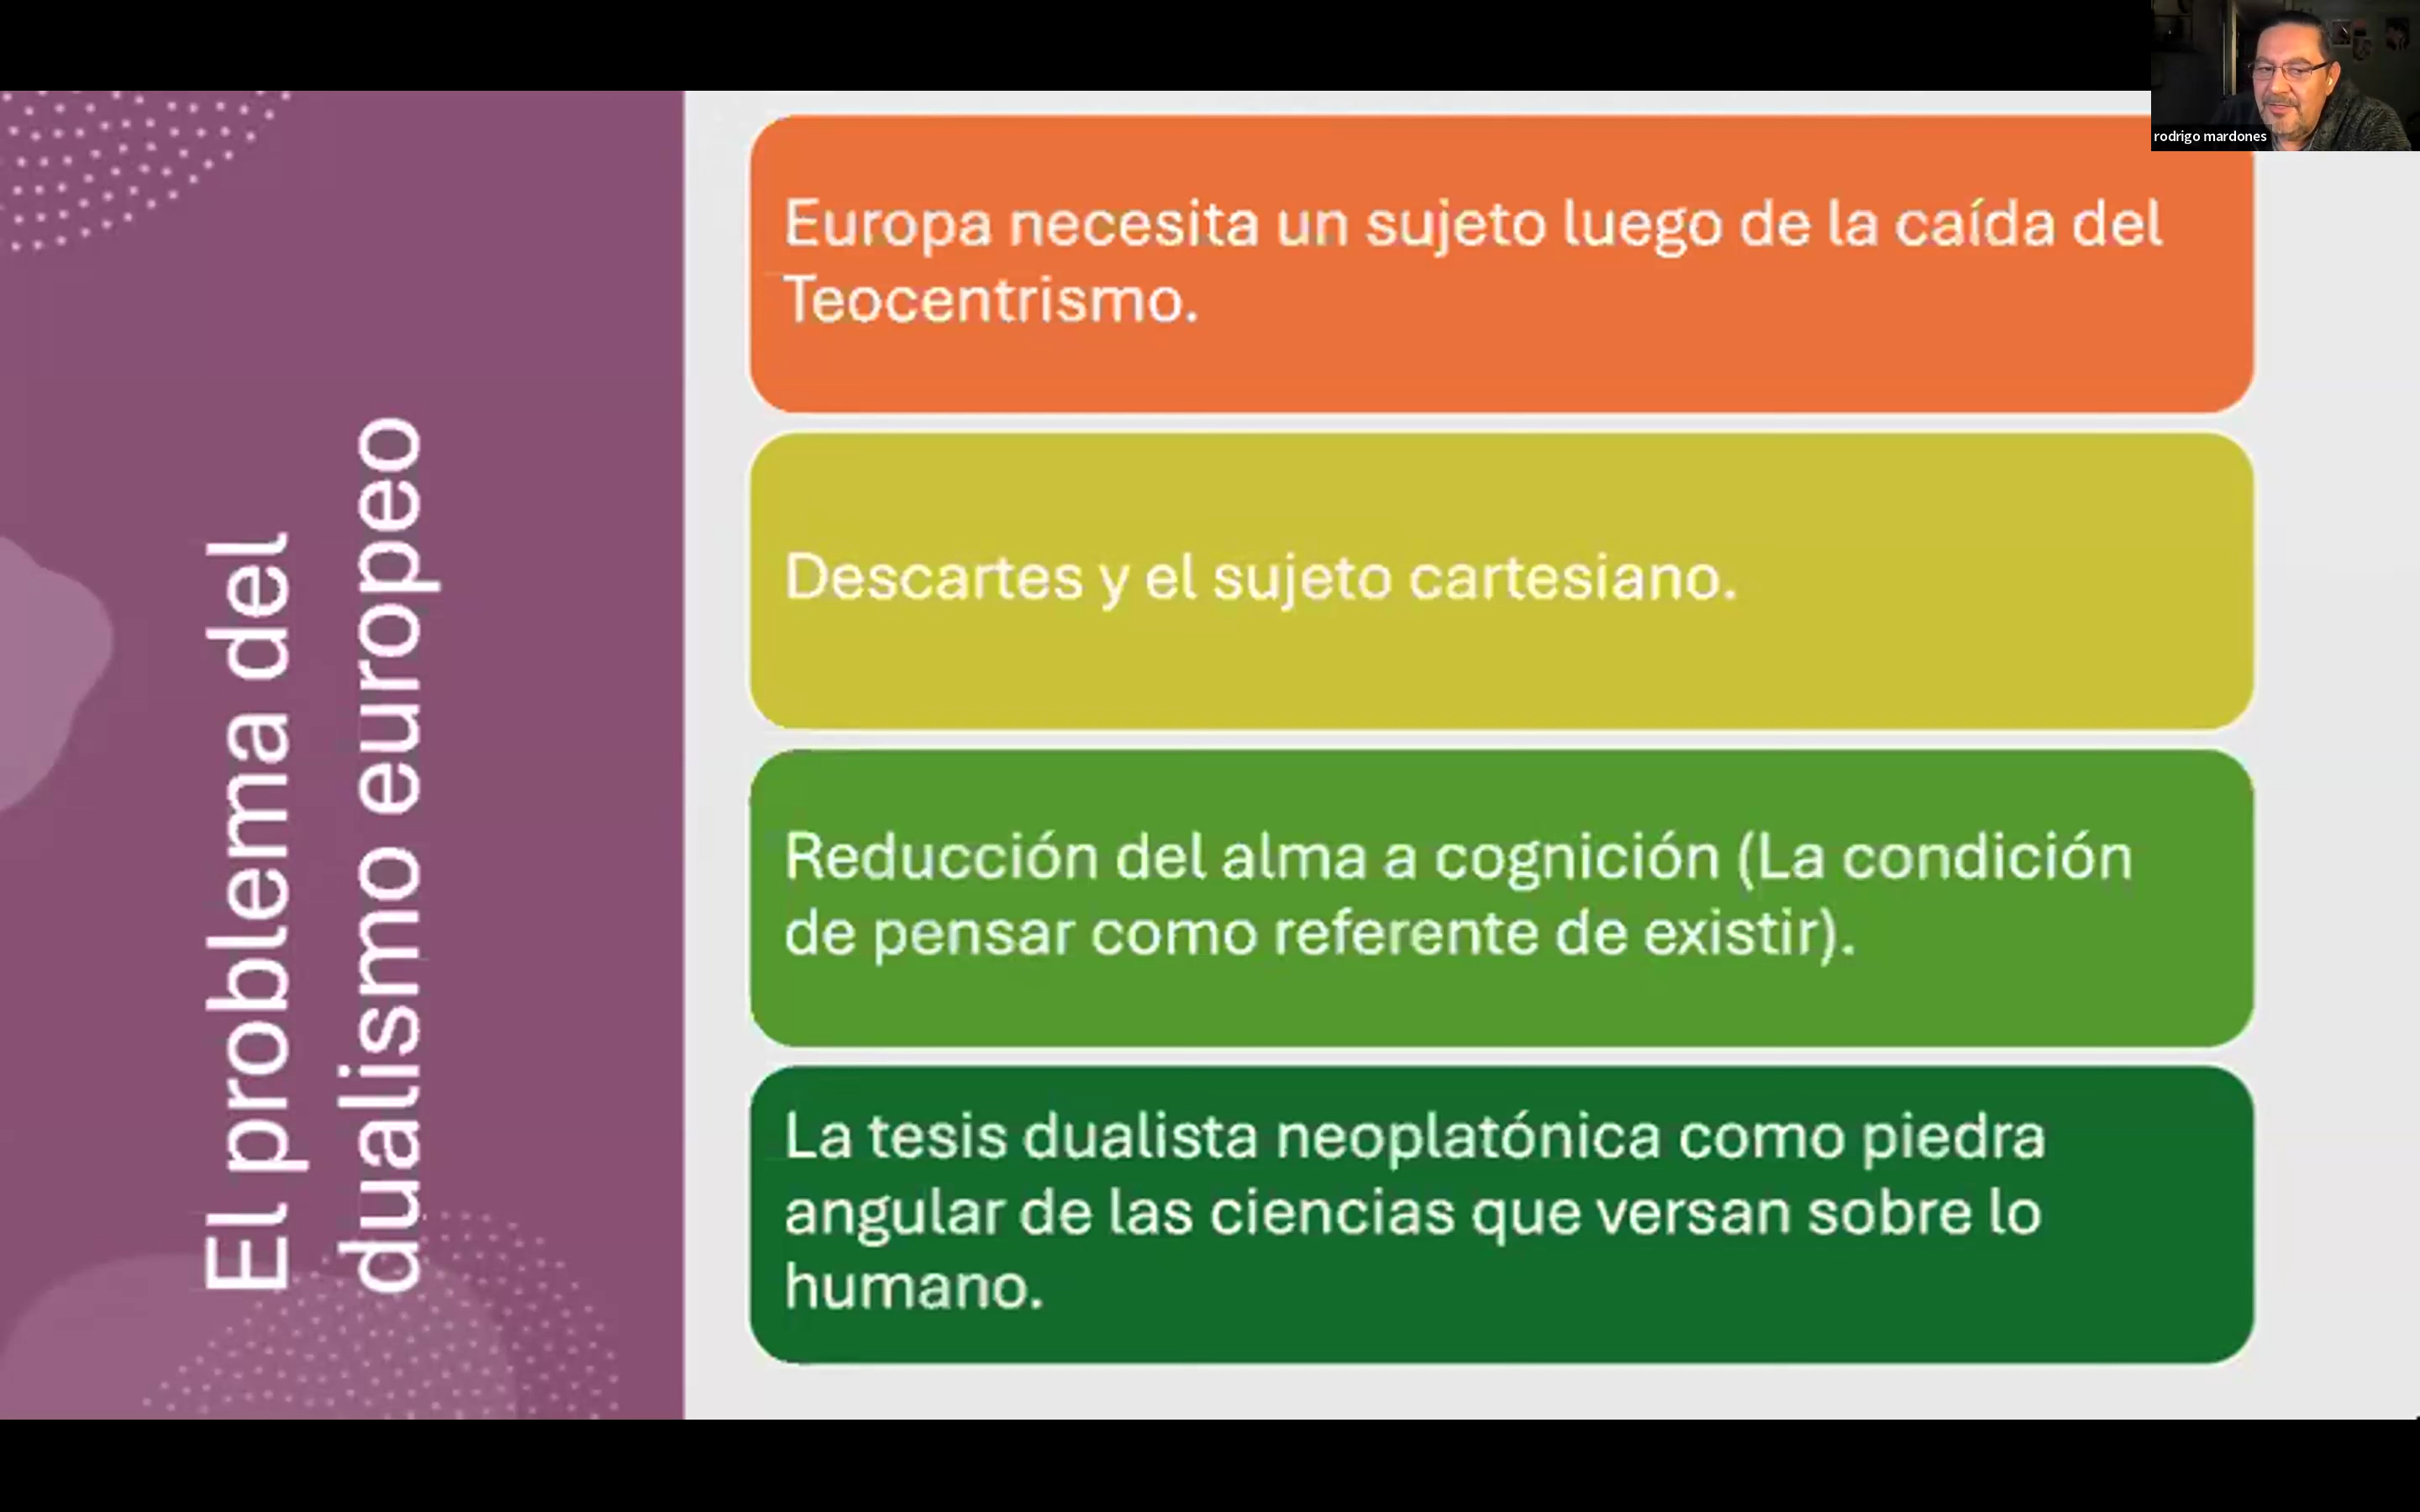 El problema del
dualismo europeo
Europa necesita un sujeto luego de la caída del
Teocentrismo.
Descartes y el sujeto cartesiano.
Reducción del alma a cognición (La condición
de pensar como referente de existir).
La tesis dualista neoplatónica como piedra
angular de las ciencias que versan sobre lo
humano.
rodrigo mardones